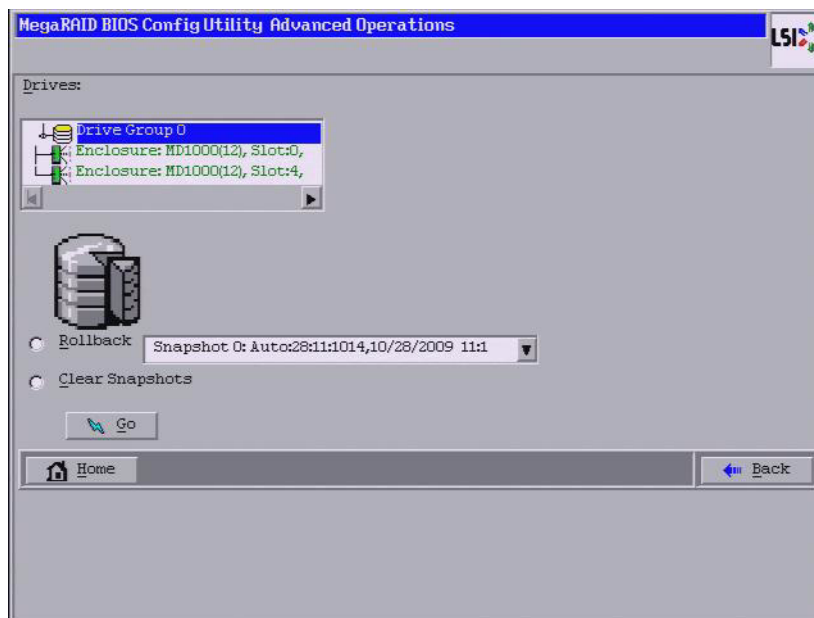 MegaRAID BIOS Config Utility Advanced Operations
LSI
Drives:
Drive Group 0
Enclosure: MD1000(12), Slot:0,
Enclosure: MD1000(12), Slot:4,
Rollback
Snapshot 0: Auto:28:11:1014,10/28/2009 11:1
Clear Snapshots
Go
Home
Back